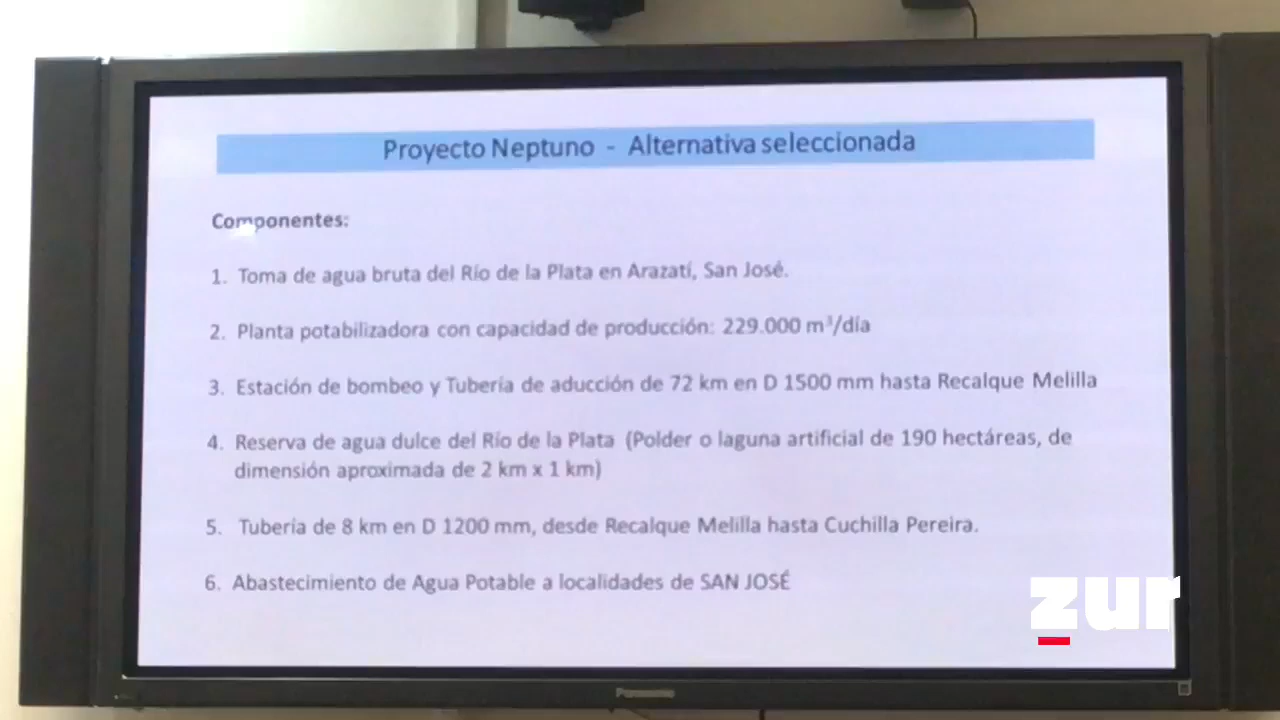 Proyecto Neptuno - Alternativa seleccionada
Componentes:
1. Toma de agua bruta del Río de la Plata en Arazatí, San José.
2. Planta potabilizadora con capacidad de producción: 229.000 m³/día
3. Estación de bombeo y Tubería de aducción de 72 km en D 1500 mm hasta Recalque Melilla
4. Reserva de agua dulce del Río de la Plata (Polder o laguna artificial de 190 hectáreas, de
dimensión aproximada de 2 km x 1 km)
5. Tubería de 8 km en D 1200 mm, desde Recalque Melilla hasta Cuchilla Pereira.
6. Abastecimiento de Agua Potable a localidades de SAN JOSÉ
zur
Panasonic